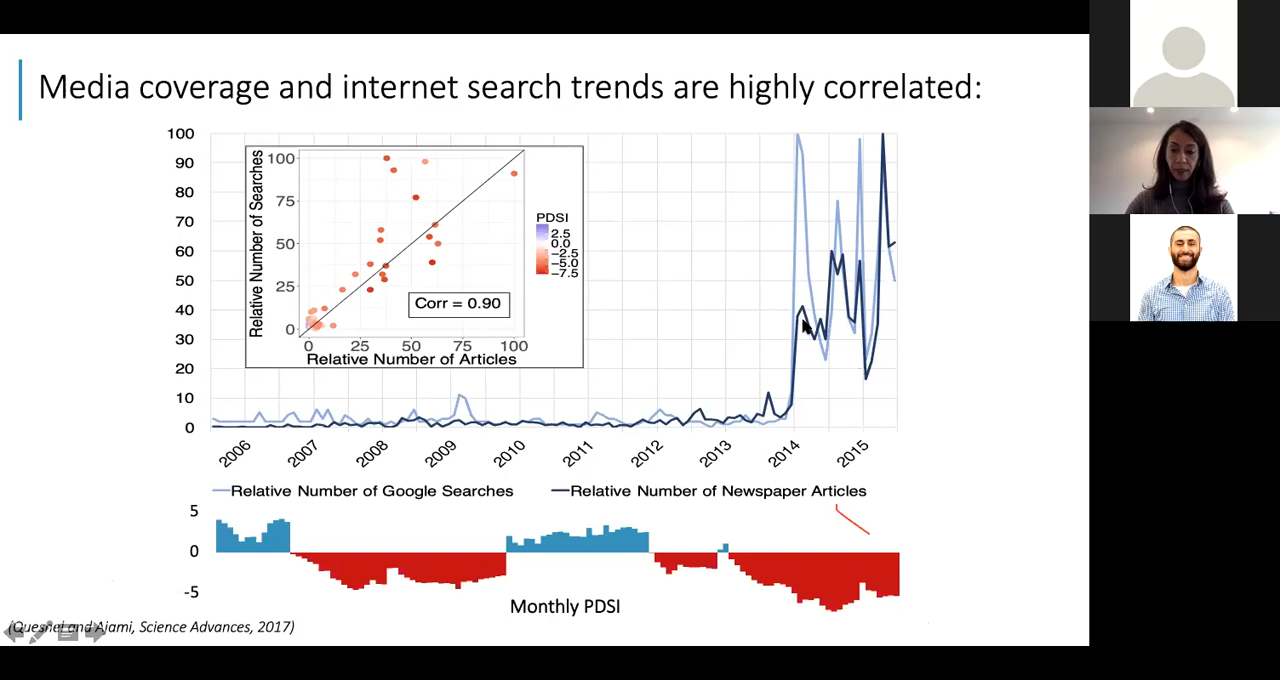 Media coverage and internet search trends are highly correlated:
100
90
80
70
60
50
40
30
20
10
0
Relative Number of Searches
100
75
50
25
0
0 25 50 75 100
Relative Number of Articles
Corr = 0.90
PDSI
2.5
0.0
−2.5
−5.0
−7.5
2006 2007 2008 2009 2010 2011 2012 2013 2014 2015
Relative Number of Google Searches Relative Number of Newspaper Articles
5
0
-5
Monthly PDSI
(Quesnel and Ajami, Science Advances, 2017)